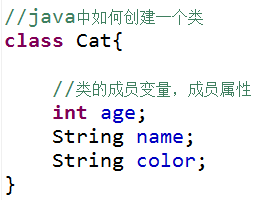 //java中如何创建一个类
class Cat{
//类的成员变量，成员属性
int age;
String name;
String color;
}